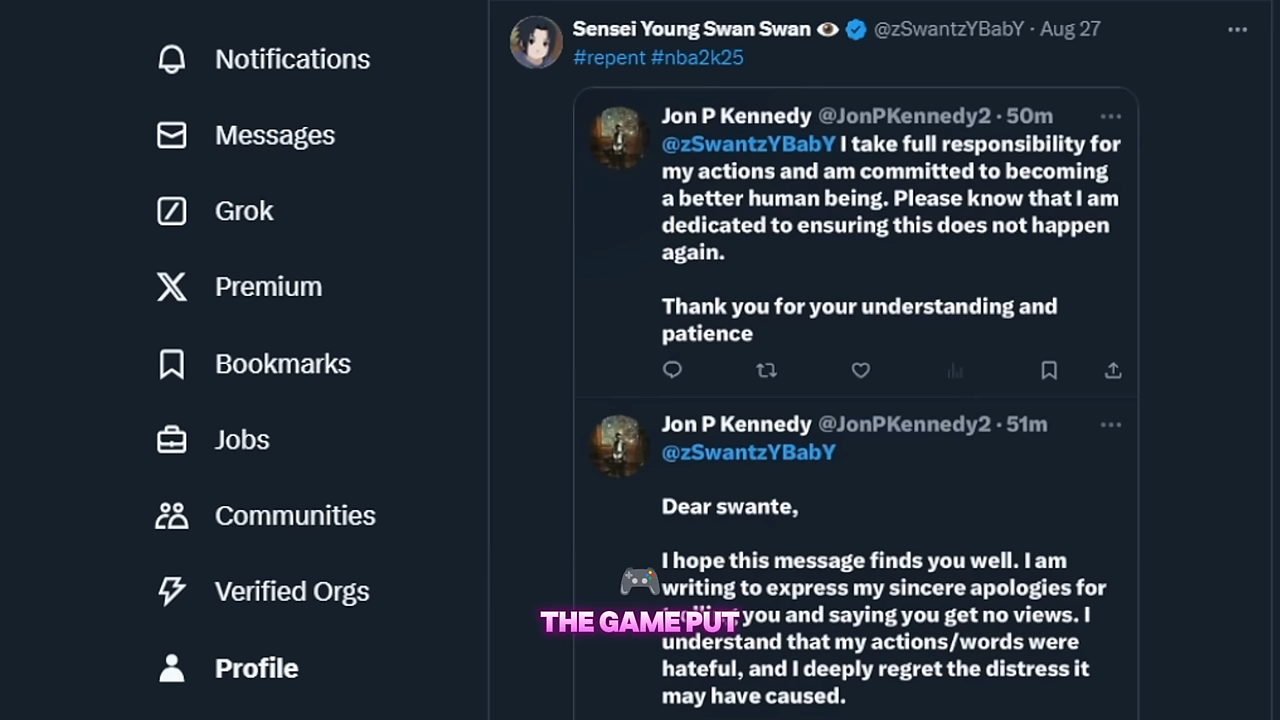 Notifications
Messages
Grok
Premium
Bookmarks
Jobs
Communities
Verified Orgs
Profile
Sensei Young Swan Swan 👁 @zSwantzYBabY · Aug 27
#repent #nba2k25
Jon P Kennedy @JonPKennedy2 · 50m
@zSwantzYBabY I take full responsibility for
my actions and am committed to becoming
a better human being. Please know that I am
dedicated to ensuring this does not happen
again.
Thank you for your understanding and
patience
Jon P Kennedy @JonPKennedy2 · 51m
@zSwantzYBabY
Dear swante,
I hope this message finds you well. I am
writing to express my sincere apologies for
you and saying you get no views. I
THE GAME PUT
understand that my actions/words were
hateful, and I deeply regret the distress it
may have caused.